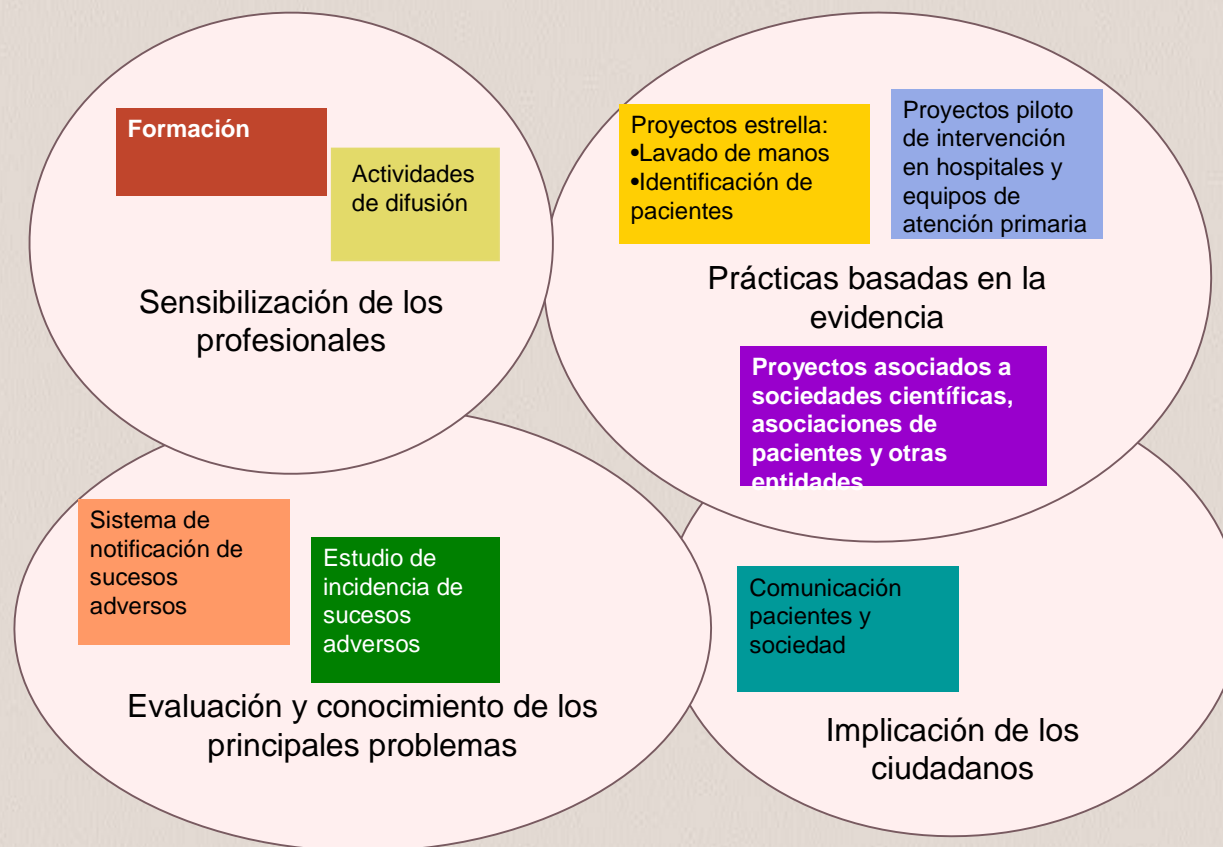 Formación
Actividades
de difusión
Sensibilización de los
profesionales
Proyectos estrella:
•Lavado de manos
•Identificación de
pacientes
Proyectos piloto
de intervención
en hospitales y
equipos de
atención primaria
Prácticas basadas en la
evidencia
Proyectos asociados a
sociedades científicas,
asociaciones de
pacientes y otras
entidades
Sistema de
notificación de
sucesos
adversos
Estudio de
incidencia de
sucesos
adversos
Evaluación y conocimiento de los
principales problemas
Comunicación
pacientes y
sociedad
Implicación de los
ciudadanos